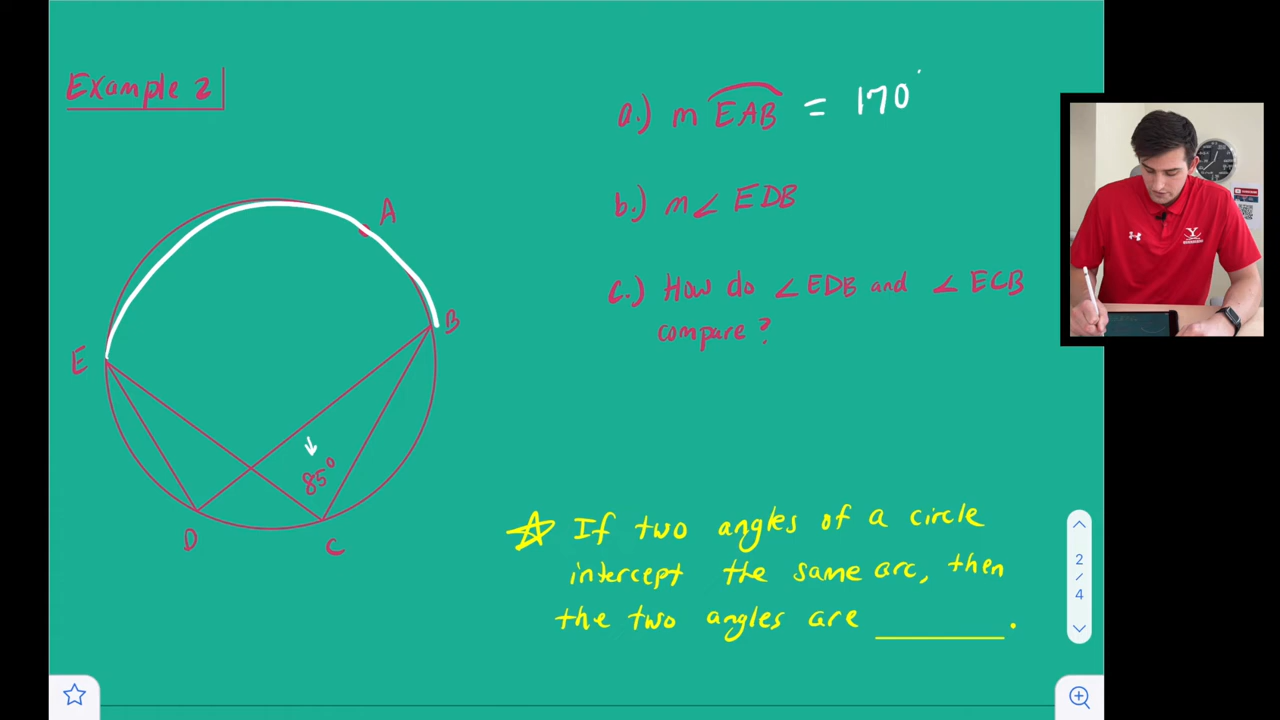 Example 2
a.) m EAB = 170°
b.) m∠ EDB
c.) How do ∠ EDB and ∠ ECB
compare?
A
B
E
85°
D
C
☆ If two angles of a circle
intercept the same arc, then
the two angles are ________.
2
/
4
Y